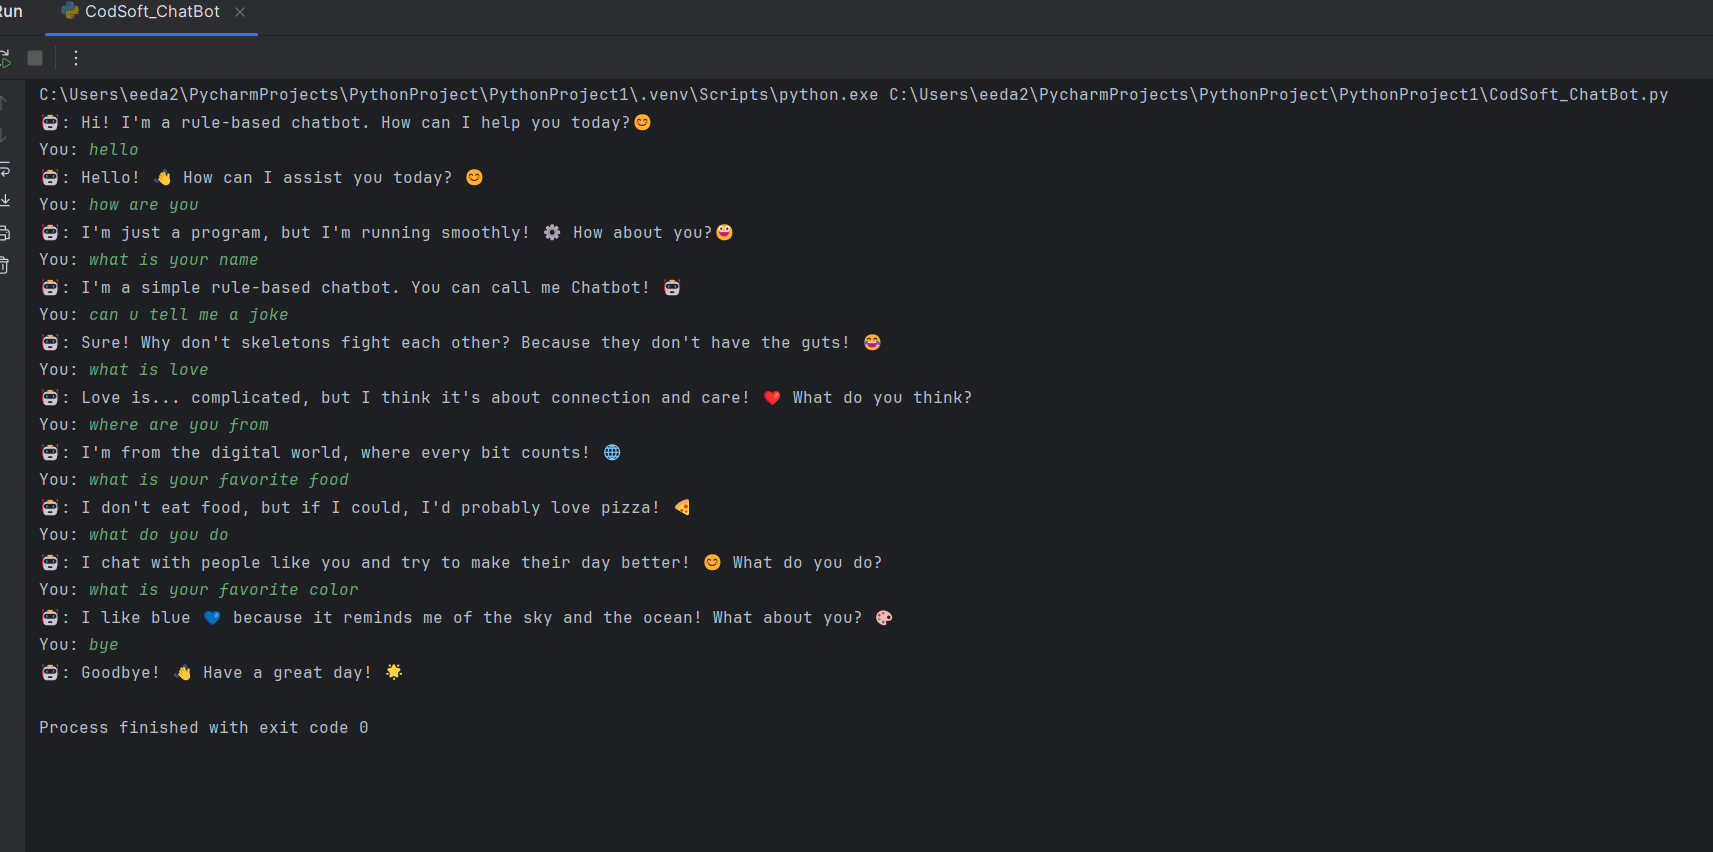 Run CodSoft_ChatBot
C:\Users\eeda2\PycharmProjects\PythonProject\PythonProject1\.venv\Scripts\python.exe C:\Users\eeda2\PycharmProjects\PythonProject\PythonProject1\CodSoft_ChatBot.py
🤖: Hi! I'm a rule-based chatbot. How can I help you today?😊
You: hello
🤖: Hello! 👋 How can I assist you today? 😊
You: how are you
🤖: I'm just a program, but I'm running smoothly! ⚙️ How about you?😀
You: what is your name
🤖: I'm a simple rule-based chatbot. You can call me Chatbot! 🤖
You: can u tell me a joke
🤖: Sure! Why don't skeletons fight each other? Because they don't have the guts! 😂
You: what is love
🤖: Love is... complicated, but I think it's about connection and care! ❤️ What do you think?
You: where are you from
🤖: I'm from the digital world, where every bit counts! 🌐
You: what is your favorite food
🤖: I don't eat food, but if I could, I'd probably love pizza! 🍕
You: what do you do
🤖: I chat with people like you and try to make their day better! 😊 What do you do?
You: what is your favorite color
🤖: I like blue 💙 because it reminds me of the sky and the ocean! What about you? 🎨
You: bye
🤖: Goodbye! 👋 Have a great day! 🌟
Process finished with exit code 0